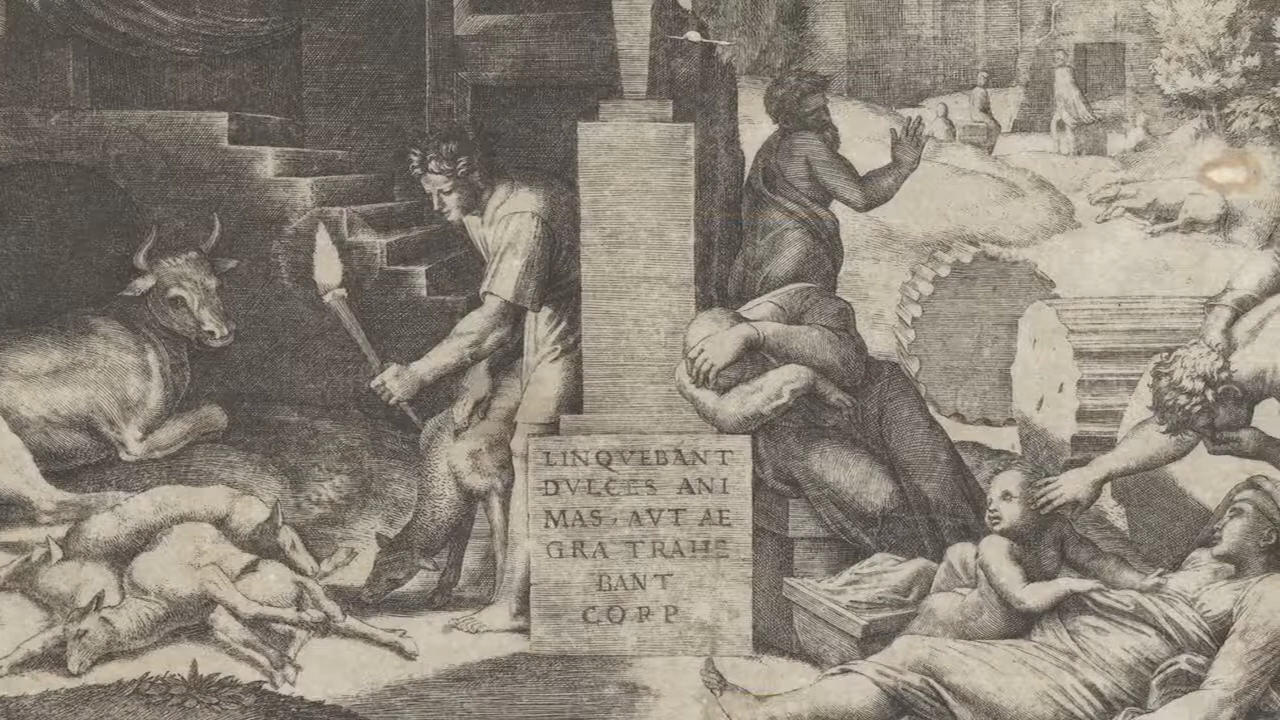 LINQVEBANT
DVLCES ANI
MAS, AVT AE
GRA TRAHE
BANT
CORP